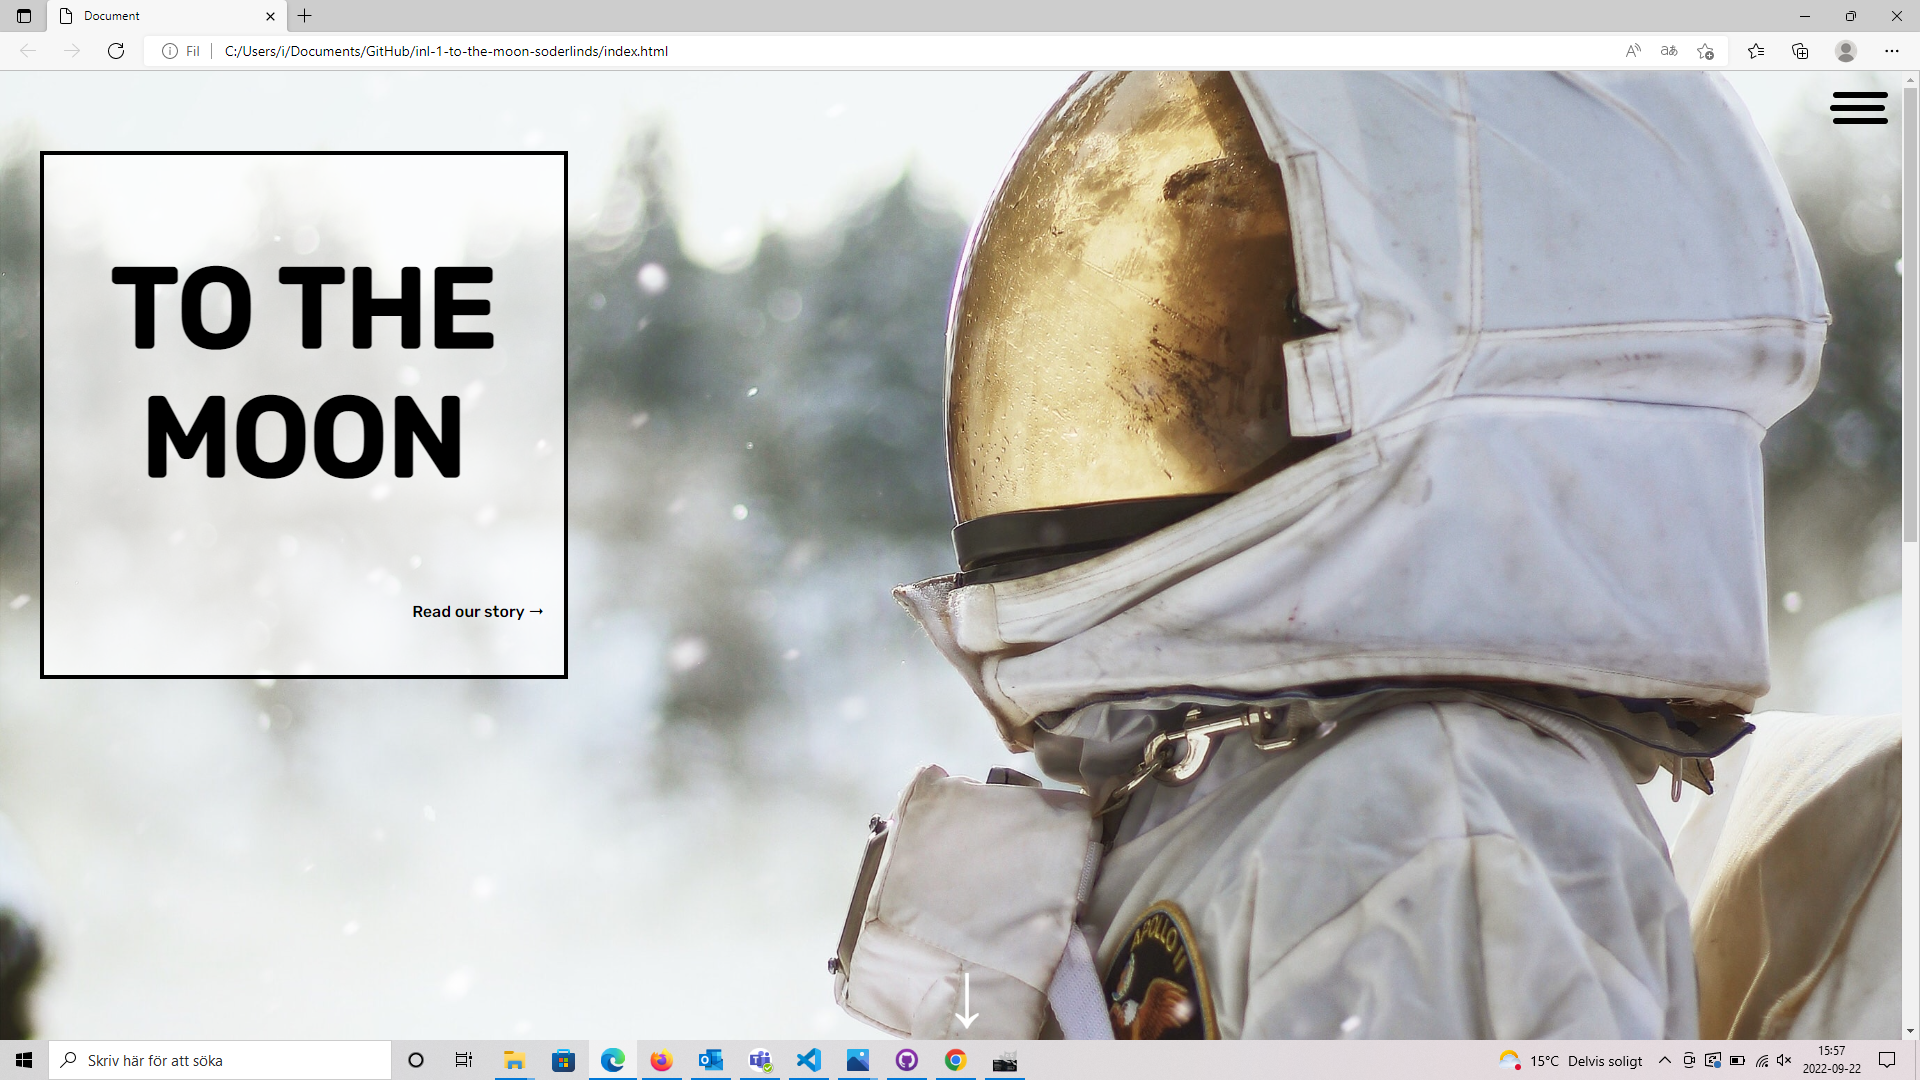 Document
Fil
C:/Users/i/Documents/GitHub/inl-1-to-the-moon-soderlinds/index.html
TO THE
MOON
Read our story →
APOLLO 11
Skriv här för att söka
15°C Delvis soligt
15:57
2022-09-22